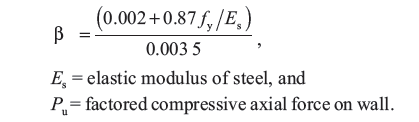 β = (0.002+0.87 f_y/E_s) / 0.003 5 ,
E_s = elastic modulus of steel, and
P_u = factored compressive axial force on wall.